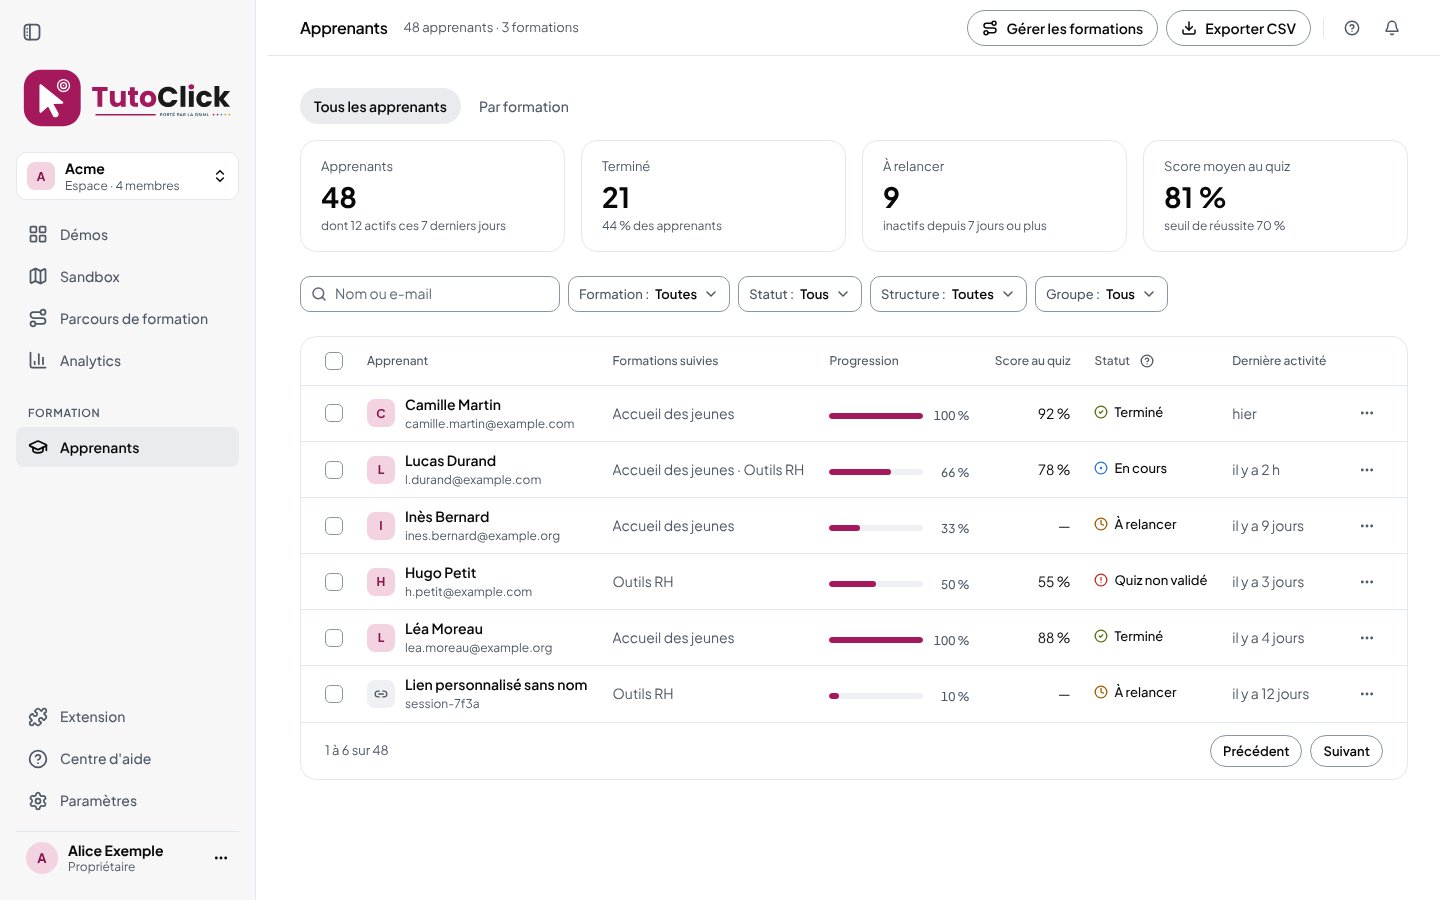 Apprenants
48 apprenants · 3 formations
Gérer les formations
Exporter CSV
TutoClick
PORTÉ PAR LA DSIML
A
Acme
Espace · 4 membres
Démos
Sandbox
Parcours de formation
Analytics
FORMATION
Apprenants
Extension
Centre d'aide
Paramètres
A
Alice Exemple
Propriétaire
Tous les apprenants
Par formation
Apprenants
48
dont 12 actifs ces 7 derniers jours
Terminé
21
44 % des apprenants
À relancer
9
inactifs depuis 7 jours ou plus
Score moyen au quiz
81 %
seuil de réussite 70 %
Nom ou e-mail
Formation : Toutes
Statut : Tous
Structure : Toutes
Groupe : Tous
Apprenant Formations suivies Progression Score au quiz Statut Dernière activité
C Camille Martin Accueil des jeunes 100 % 92 % Terminé hier
camille.martin@example.com
L Lucas Durand Accueil des jeunes · Outils RH 66 % 78 % En cours il y a 2 h
l.durand@example.com
I Inès Bernard Accueil des jeunes 33 % — À relancer il y a 9 jours
ines.bernard@example.org
H Hugo Petit Outils RH 50 % 55 % Quiz non validé il y a 3 jours
h.petit@example.com
L Léa Moreau Accueil des jeunes 100 % 88 % Terminé il y a 4 jours
lea.moreau@example.org
Lien personnalisé sans nom Outils RH 10 % — À relancer il y a 12 jours
session-7f3a
1 à 6 sur 48
Précédent
Suivant